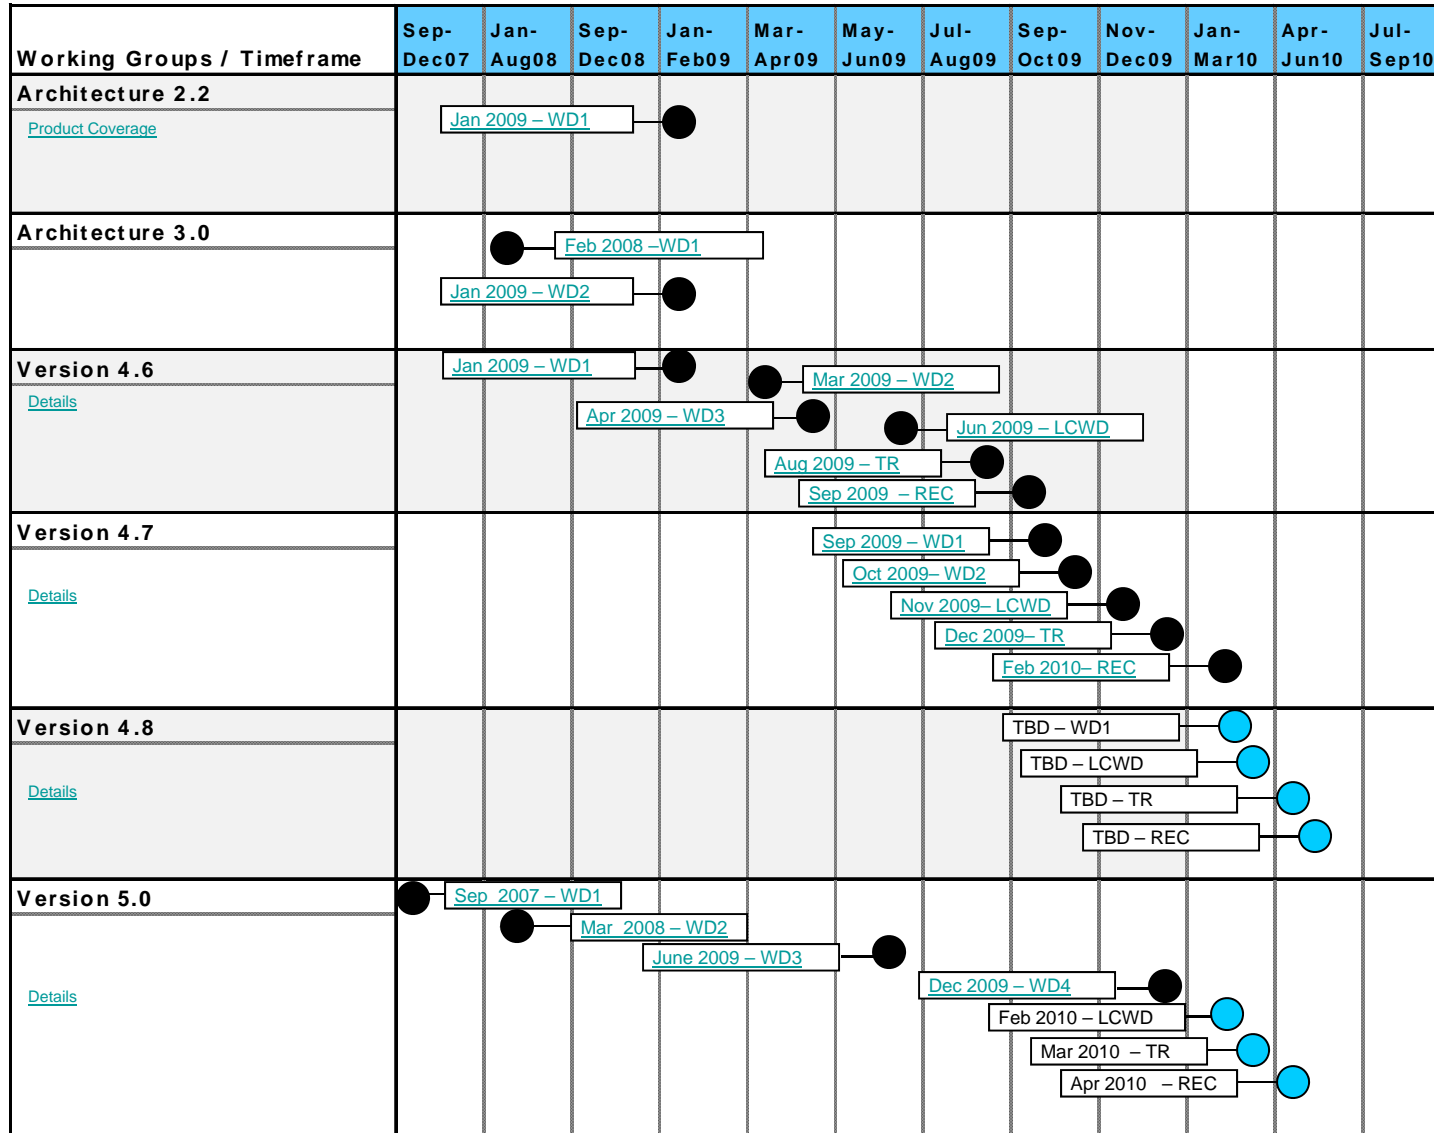 Working Groups / Timeframe
Sep-Dec07
Jan-Aug08
Sep-Dec08
Jan-Feb09
Mar-Apr09
May-Jun09
Jul-Aug09
Sep-Oct09
Nov-Dec09
Jan-Mar10
Apr-Jun10
Jul-Sep10
Architecture 2.2
Product Coverage
Jan 2009 – WD1
Architecture 3.0
Feb 2008 –WD1
Jan 2009 – WD2
Version 4.6
Details
Jan 2009 – WD1
Mar 2009 – WD2
Apr 2009 – WD3
Jun 2009 – LCWD
Aug 2009 – TR
Sep 2009 – REC
Version 4.7
Details
Sep 2009 – WD1
Oct 2009– WD2
Nov 2009– LCWD
Dec 2009– TR
Feb 2010– REC
Version 4.8
Details
TBD – WD1
TBD – LCWD
TBD – TR
TBD – REC
Version 5.0
Details
Sep 2007 – WD1
Mar 2008 – WD2
June 2009 – WD3
Dec 2009 – WD4
Feb 2010 – LCWD
Mar 2010 – TR
Apr 2010 – REC